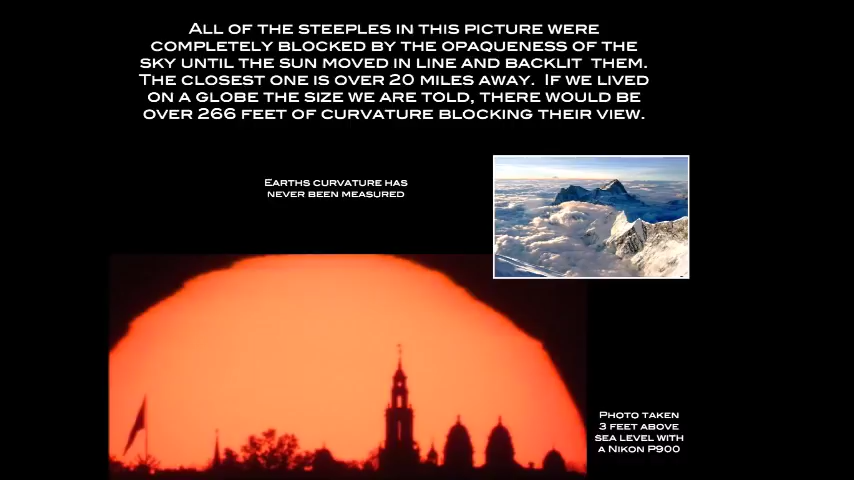 ALL OF THE STEEPLES IN THIS PICTURE WERE
COMPLETELY BLOCKED BY THE OPAQUENESS OF THE
SKY UNTIL THE SUN MOVED IN LINE AND BACKLIT THEM.
THE CLOSEST ONE IS OVER 20 MILES AWAY. IF WE LIVED
ON A GLOBE THE SIZE WE ARE TOLD, THERE WOULD BE
OVER 266 FEET OF CURVATURE BLOCKING THEIR VIEW.
EARTHS CURVATURE HAS
NEVER BEEN MEASURED
PHOTO TAKEN
3 FEET ABOVE
SEA LEVEL WITH
A NIKON P900